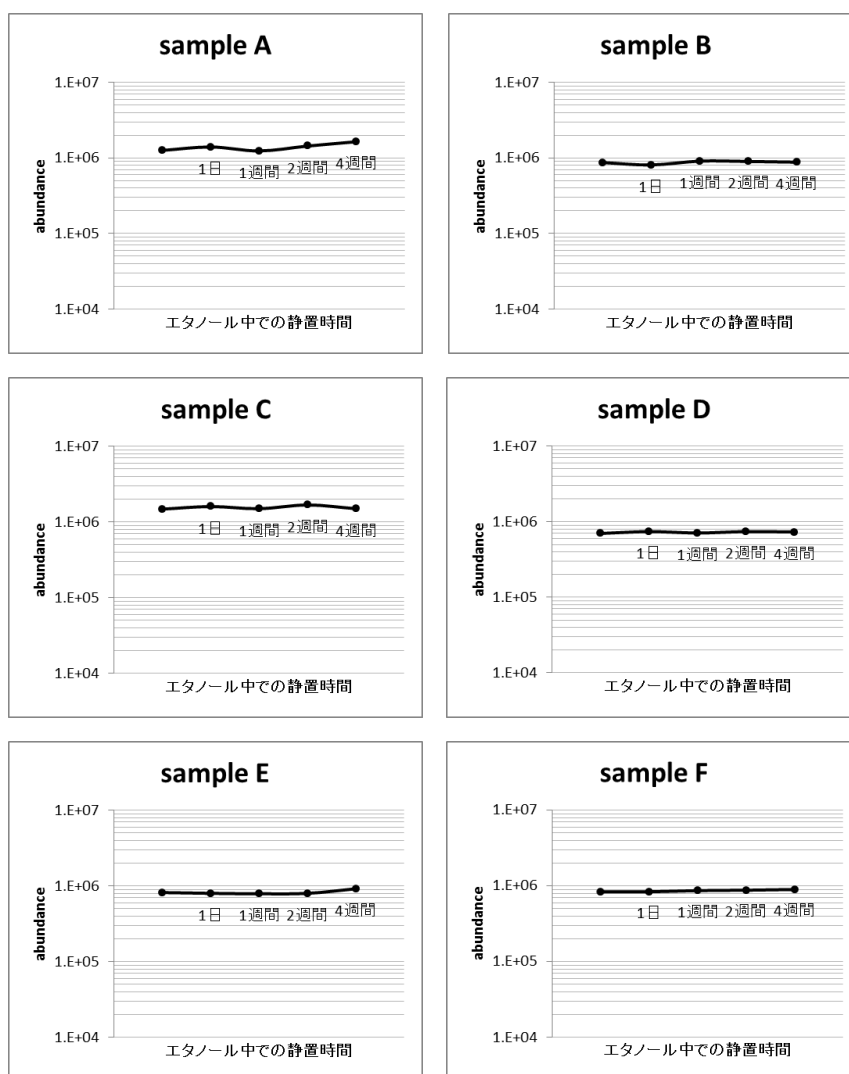 sample A
1.E+07
1.E+06
1.E+05
1.E+04
abundance
1日 1週間 2週間 4週間
エタノール中での静置時間
sample B
1.E+07
1.E+06
1.E+05
1.E+04
abundance
1日 1週間 2週間 4週間
エタノール中での静置時間
sample C
1.E+07
1.E+06
1.E+05
1.E+04
abundance
1日 1週間 2週間 4週間
エタノール中での静置時間
sample D
1.E+07
1.E+06
1.E+05
1.E+04
abundance
1日 1週間 2週間 4週間
エタノール中での静置時間
sample E
1.E+07
1.E+06
1.E+05
1.E+04
abundance
1日 1週間 2週間 4週間
エタノール中での静置時間
sample F
1.E+07
1.E+06
1.E+05
1.E+04
abundance
1日 1週間 2週間 4週間
エタノール中での静置時間